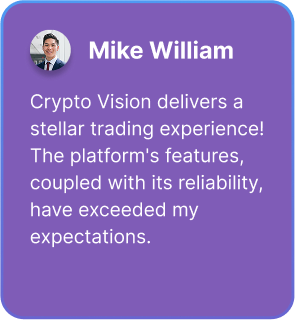 Mike William
Crypto Vision delivers a
stellar trading experience!
The platform's features,
coupled with its reliability,
have exceeded my
expectations.